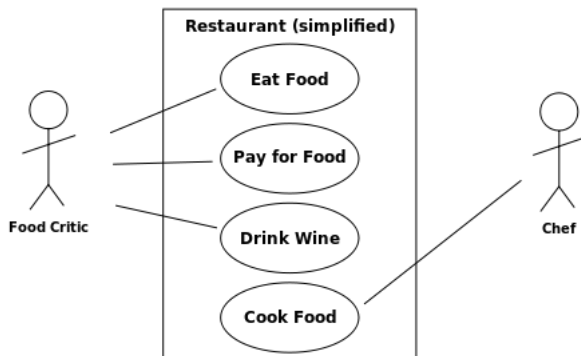 Restaurant (simplified)
Eat Food
Pay for Food
Food Critic
Drink Wine
Chef
Cook Food